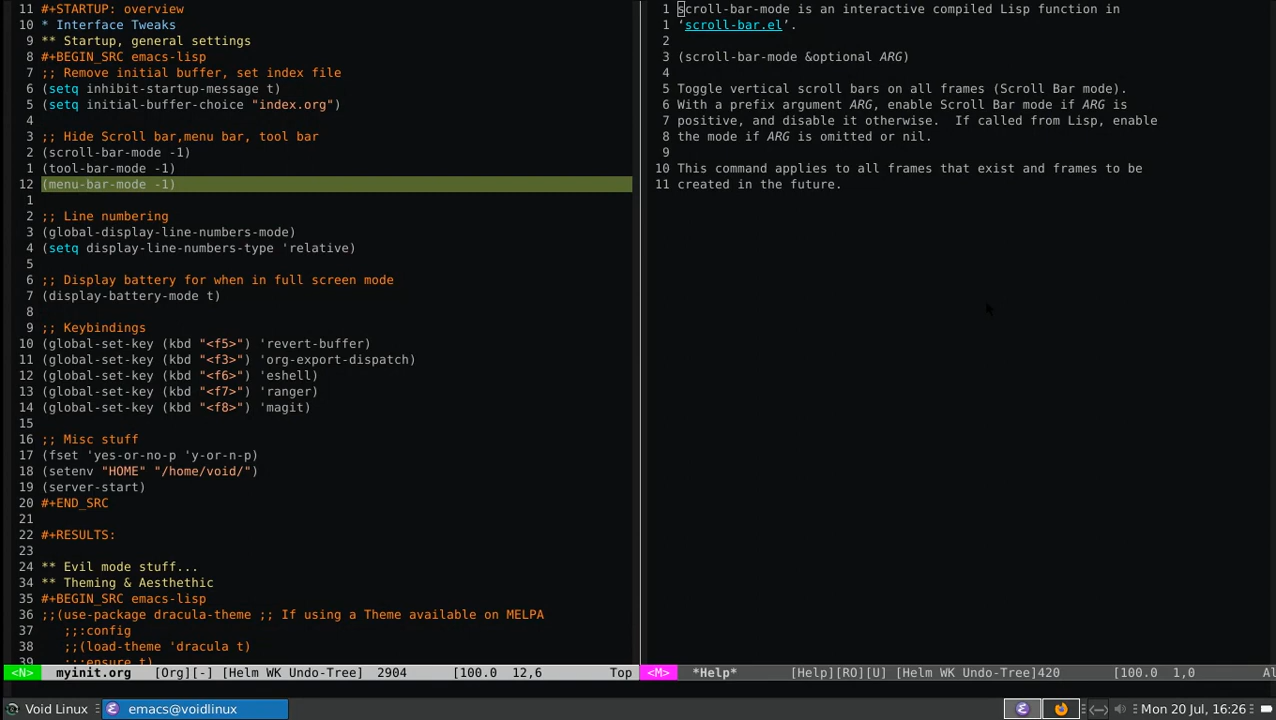 11 #+STARTUP: overview
10 * Interface Tweaks
9 ** Startup, general settings
8 #+BEGIN_SRC emacs-lisp
7 ;; Remove initial buffer, set index file
6 (setq inhibit-startup-message t)
5 (setq initial-buffer-choice "index.org")
4
3 ;; Hide Scroll bar,menu bar, tool bar
2 (scroll-bar-mode -1)
1 (tool-bar-mode -1)
12 (menu-bar-mode -1)
1
2 ;; Line numbering
3 (global-display-line-numbers-mode)
4 (setq display-line-numbers-type 'relative)
5
6 ;; Display battery for when in full screen mode
7 (display-battery-mode t)
8
9 ;; Keybindings
10 (global-set-key (kbd "<f5>") 'revert-buffer)
11 (global-set-key (kbd "<f3>") 'org-export-dispatch)
12 (global-set-key (kbd "<f6>") 'eshell)
13 (global-set-key (kbd "<f7>") 'ranger)
14 (global-set-key (kbd "<f8>") 'magit)
15
16 ;; Misc stuff
17 (fset 'yes-or-no-p 'y-or-n-p)
18 (setenv "HOME" "/home/void/")
19 (server-start)
20 #+END_SRC
21
22 #+RESULTS:
23
24 ** Evil mode stuff...
34 ** Theming & Aesthethic
35 #+BEGIN_SRC emacs-lisp
36 ;;(use-package dracula-theme ;; If using a Theme available on MELPA
37 ;;:config
38 ;;(load-theme 'dracula t)
39 ;;:ensure t)
<N> myinit.org [Org][-] [Helm WK Undo-Tree] 2904 [100.0 12,6 Top
1 scroll-bar-mode is an interactive compiled Lisp function in
1 ‘scroll-bar.el’.
2
3 (scroll-bar-mode &optional ARG)
4
5 Toggle vertical scroll bars on all frames (Scroll Bar mode).
6 With a prefix argument ARG, enable Scroll Bar mode if ARG is
7 positive, and disable it otherwise.  If called from Lisp, enable
8 the mode if ARG is omitted or nil.
9
10 This command applies to all frames that exist and frames to be
11 created in the future.
<M> *Help* [Help][RO][U] [Helm WK Undo-Tree]420 [100.0 1,0 Al
Void Linux emacs@voidlinux Mon 20 Jul, 16:26